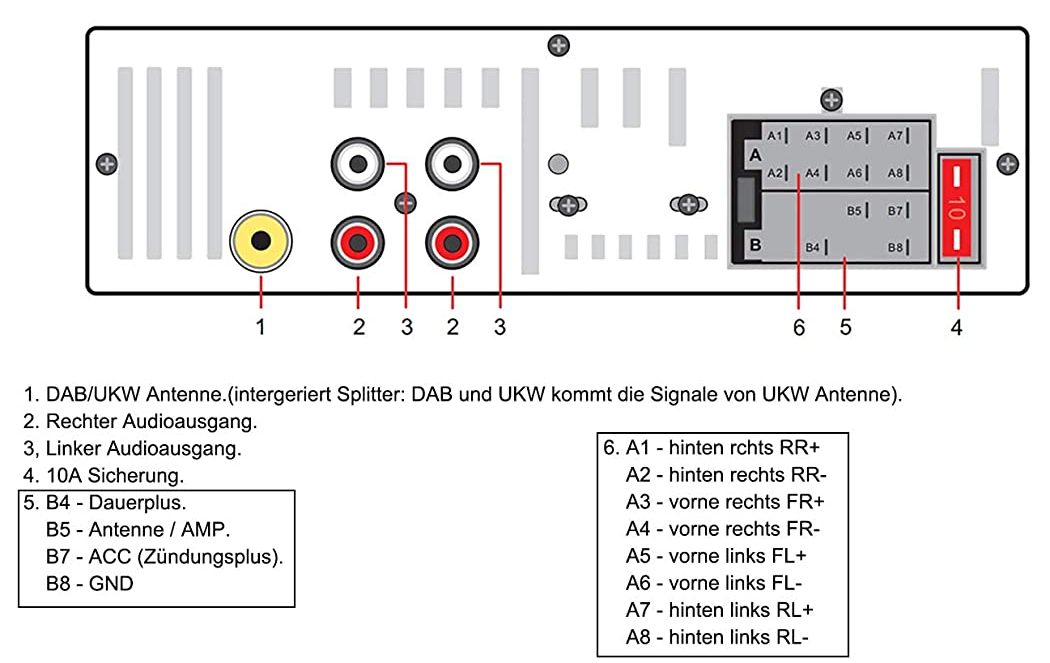 A1 A3 A5 A7
A
A2 A4 A6 A8
B5 B7
B
B4 B8
10
1 2 3 2 3 6 5 4
1. DAB/UKW Antenne.(intergeriert Splitter: DAB und UKW kommt die Signale von UKW Antenne).
2. Rechter Audioausgang.
3, Linker Audioausgang.
4. 10A Sicherung.
5. B4 - Dauerplus.
B5 - Antenne / AMP.
B7 - ACC (Zündungsplus).
B8 - GND
6. A1 - hinten rchts RR+
A2 - hinten rechts RR-
A3 - vorne rechts FR+
A4 - vorne rechts FR-
A5 - vorne links FL+
A6 - vorne links FL-
A7 - hinten links RL+
A8 - hinten links RL-